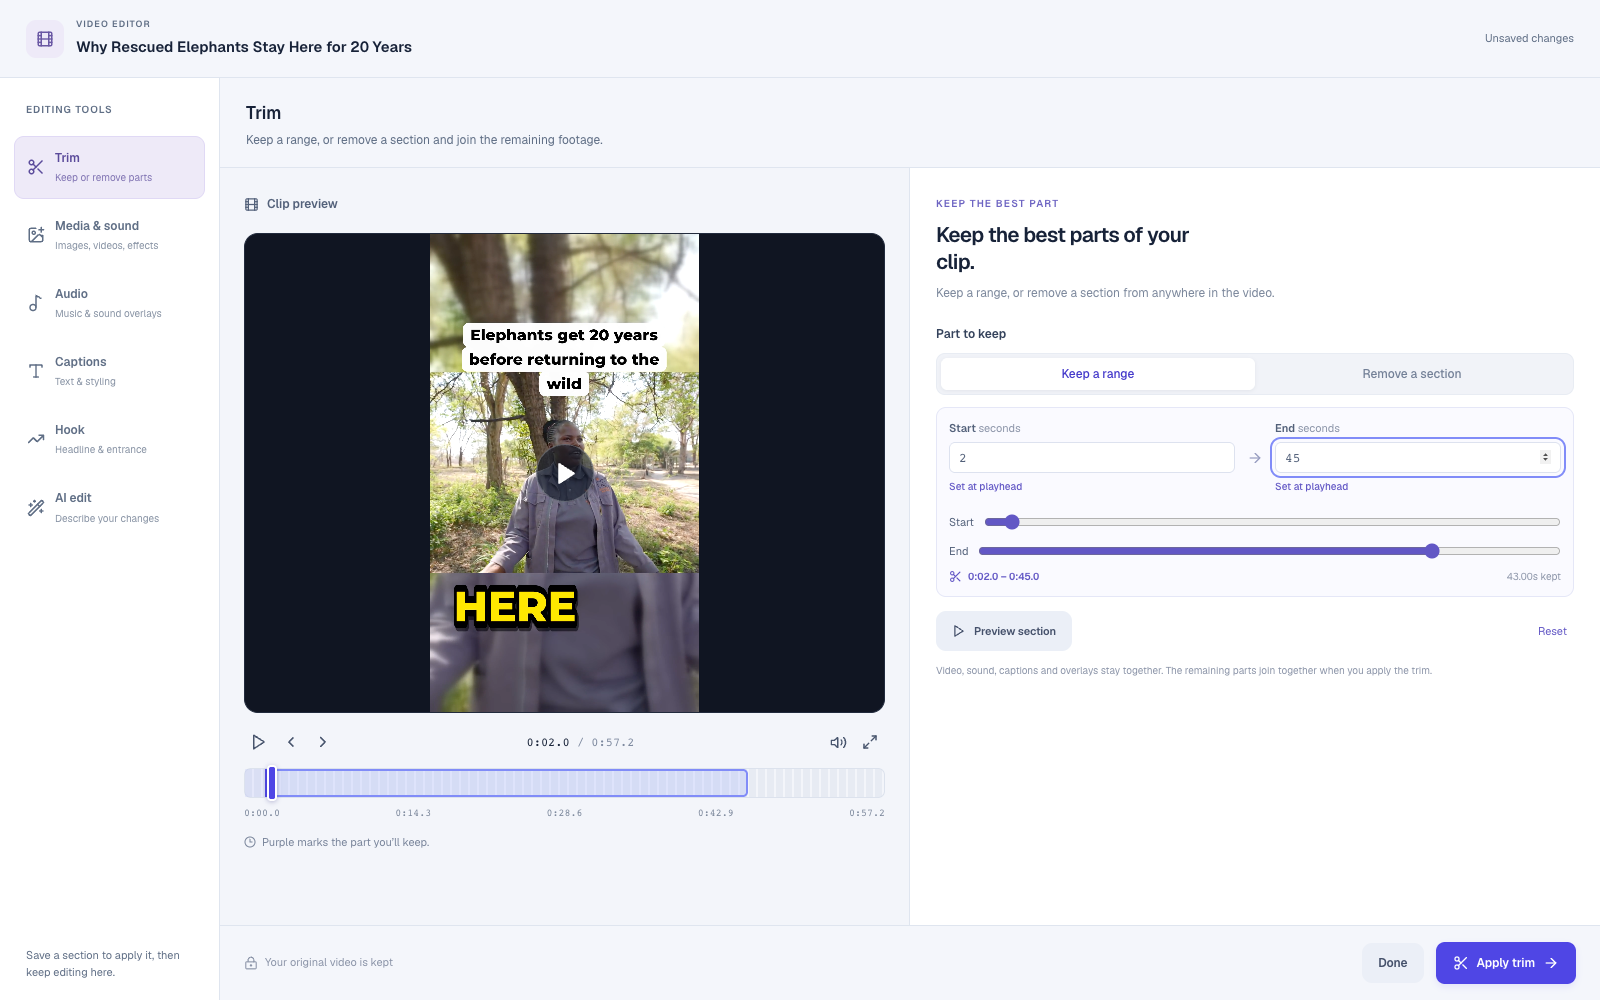 VIDEO EDITOR
Why Rescued Elephants Stay Here for 20 Years
Unsaved changes
EDITING TOOLS
Trim
Keep or remove parts
Media & sound
Images, videos, effects
Audio
Music & sound overlays
Captions
Text & styling
Hook
Headline & entrance
AI edit
Describe your changes
Save a section to apply it, then
keep editing here.
Trim
Keep a range, or remove a section and join the remaining footage.
Clip preview
Elephants get 20 years
before returning to the
wild
HERE
0:02.0 / 0:57.2
0:00.0 0:14.3 0:28.6 0:42.9 0:57.2
Purple marks the part you'll keep.
KEEP THE BEST PART
Keep the best parts of your
clip.
Keep a range, or remove a section from anywhere in the video.
Part to keep
Keep a range Remove a section
Start seconds End seconds
2 45
Set at playhead Set at playhead
Start
End
0:02.0 – 0:45.0 43.00s kept
Preview section Reset
Video, sound, captions and overlays stay together. The remaining parts join together when you apply the trim.
Your original video is kept
Done Apply trim